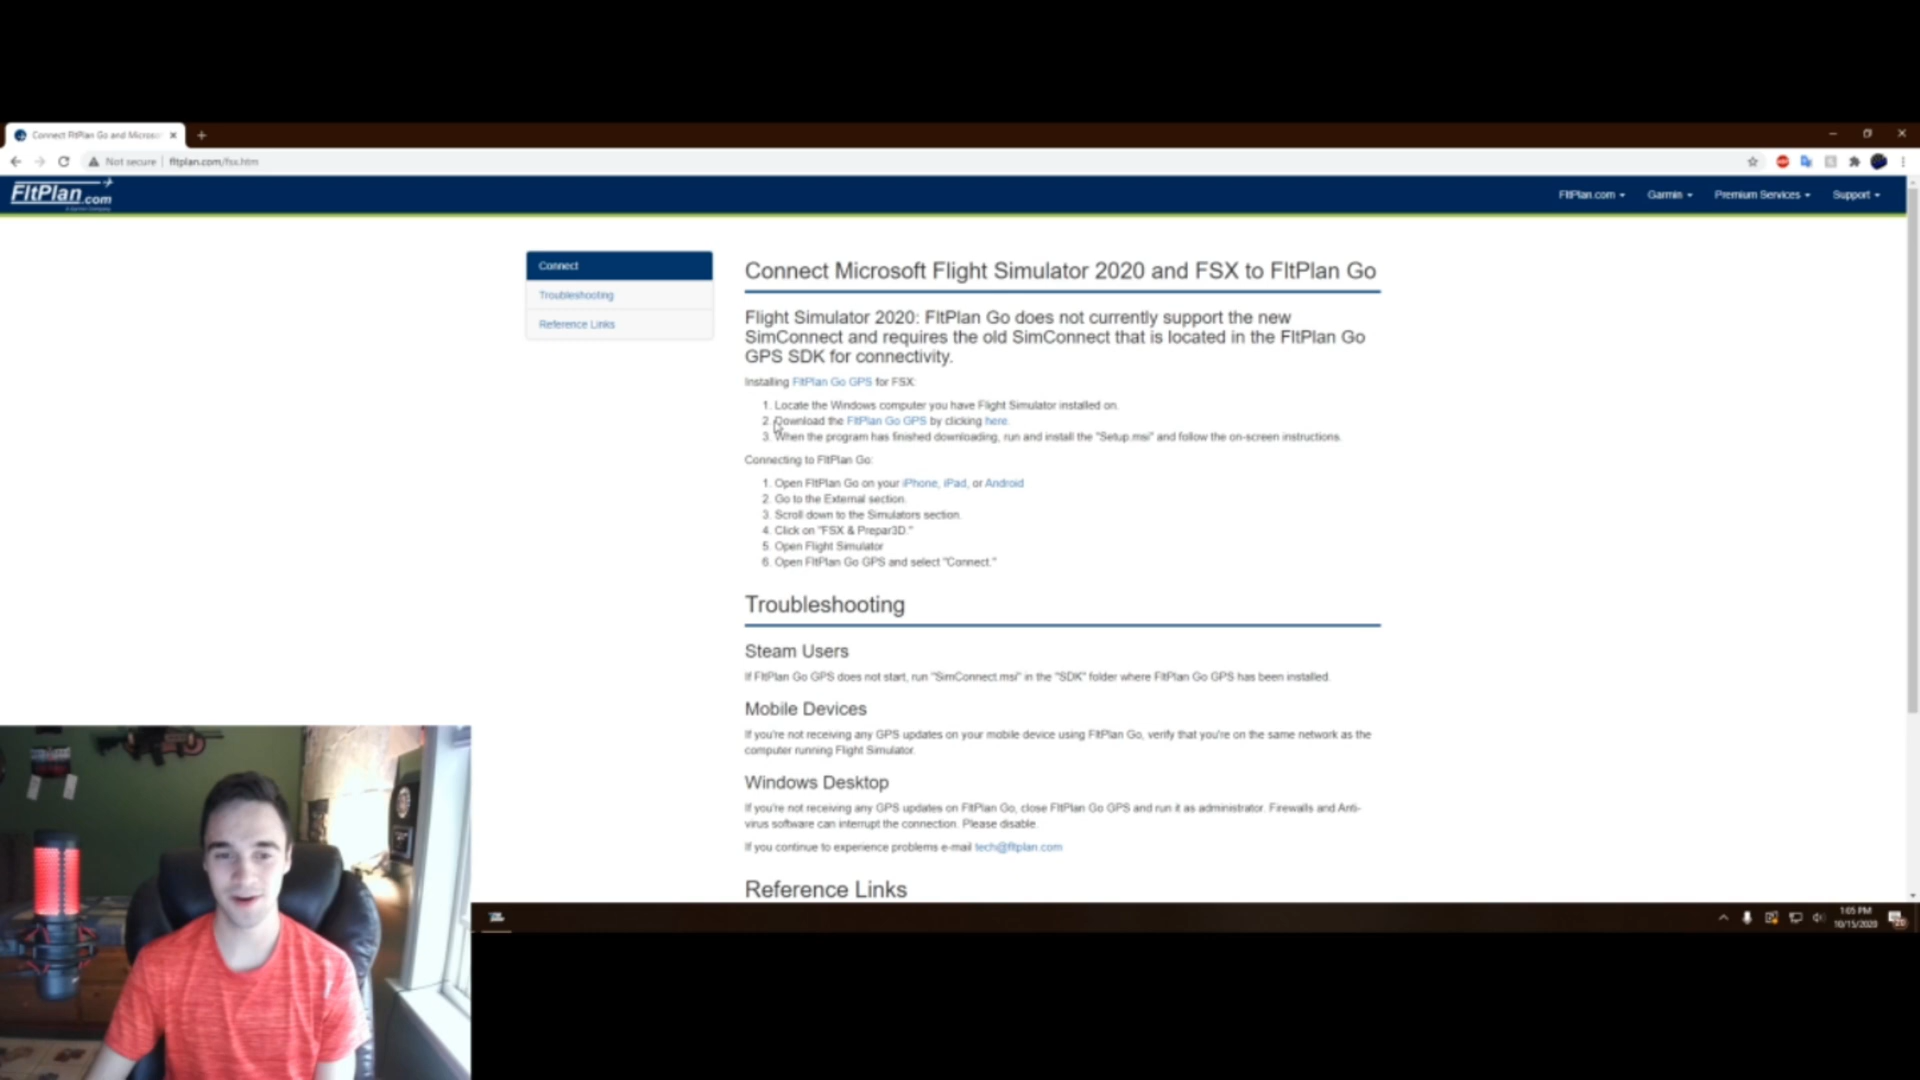 Connect FltPlan Go and Microso
Not secure | fltplan.com/fsx.htm
FltPlan.com
FltPlan.com Garmin Premium Services Support
Connect
Troubleshooting
Reference Links
Connect Microsoft Flight Simulator 2020 and FSX to FltPlan Go
Flight Simulator 2020: FltPlan Go does not currently support the new
SimConnect and requires the old SimConnect that is located in the FltPlan Go
GPS SDK for connectivity.
Installing FltPlan Go GPS for FSX:
1. Locate the Windows computer you have Flight Simulator installed on.
2. Download the FltPlan Go GPS by clicking here.
3. When the program has finished downloading, run and install the "Setup.msi" and follow the on-screen instructions.
Connecting to FltPlan Go:
1. Open FltPlan Go on your iPhone, iPad, or Android
2. Go to the External section.
3. Scroll down to the Simulators section.
4. Click on "FSX & Prepar3D."
5. Open Flight Simulator
6. Open FltPlan Go GPS and select "Connect."
Troubleshooting
Steam Users
If FltPlan Go GPS does not start, run "SimConnect.msi" in the "SDK" folder where FltPlan Go GPS has been installed.
Mobile Devices
If you're not receiving any GPS updates on your mobile device using FltPlan Go, verify that you're on the same network as the
computer running Flight Simulator.
Windows Desktop
If you're not receiving any GPS updates on FltPlan Go, close FltPlan Go GPS and run it as administrator. Firewalls and Anti-
virus software can interrupt the connection. Please disable.
If you continue to experience problems e-mail tech@fltplan.com
Reference Links
1:05 PM
10/15/2020